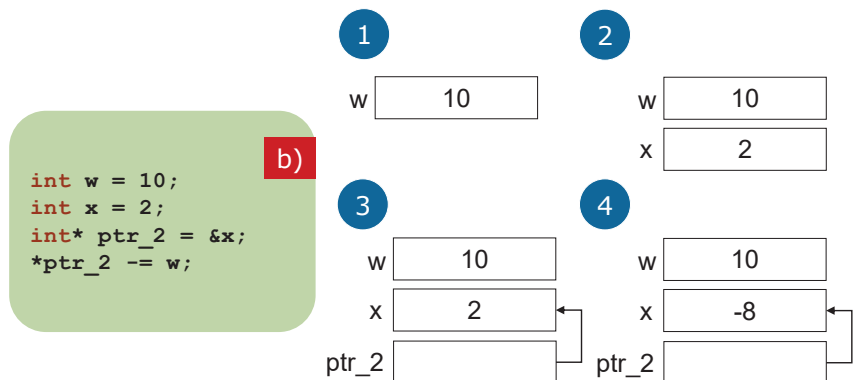 b)
int w = 10;
int x = 2;
int* ptr_2 = &x;
*ptr_2 -= w;
1
w 10
2
w 10
x 2
3
w 10
x 2
ptr_2
4
w 10
x -8
ptr_2